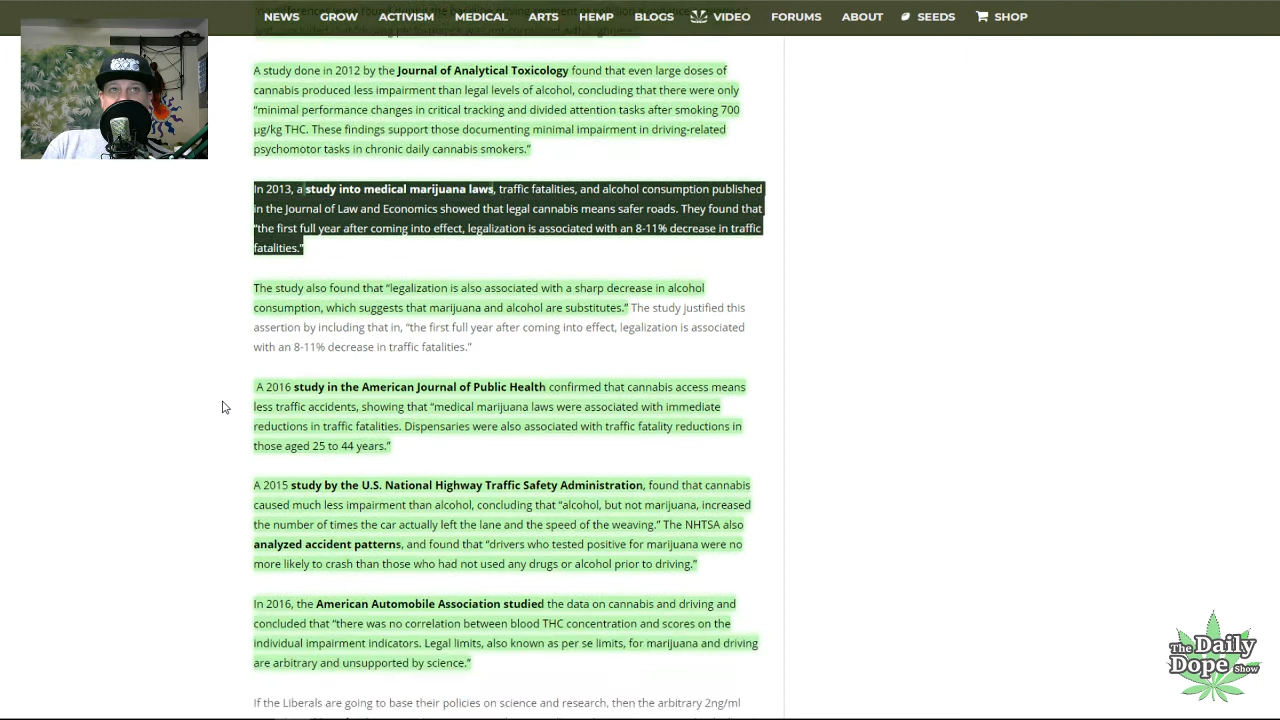 NEWS GROW ACTIVISM MEDICAL ARTS HEMP BLOGS VIDEO FORUMS ABOUT SEEDS SHOP
A study done in 2012 by the Journal of Analytical Toxicology found that even large doses of
cannabis produced less impairment than legal levels of alcohol, concluding that there were only
“minimal performance changes in critical tracking and divided attention tasks after smoking 700
µg/kg THC. These findings support those documenting minimal impairment in driving-related
psychomotor tasks in chronic daily cannabis smokers.”
In 2013, a study into medical marijuana laws, traffic fatalities, and alcohol consumption published
in the Journal of Law and Economics showed that legal cannabis means safer roads. They found that
“the first full year after coming into effect, legalization is associated with an 8-11% decrease in traffic
fatalities.”
The study also found that “legalization is also associated with a sharp decrease in alcohol
consumption, which suggests that marijuana and alcohol are substitutes.” The study justified this
assertion by including that in, “the first full year after coming into effect, legalization is associated
with an 8-11% decrease in traffic fatalities.”
A 2016 study in the American Journal of Public Health confirmed that cannabis access means
less traffic accidents, showing that “medical marijuana laws were associated with immediate
reductions in traffic fatalities. Dispensaries were also associated with traffic fatality reductions in
those aged 25 to 44 years.”
A 2015 study by the U.S. National Highway Traffic Safety Administration, found that cannabis
caused much less impairment than alcohol, concluding that “alcohol, but not marijuana, increased
the number of times the car actually left the lane and the speed of the weaving.” The NHTSA also
analyzed accident patterns, and found that “drivers who tested positive for marijuana were no
more likely to crash than those who had not used any drugs or alcohol prior to driving.”
In 2016, the American Automobile Association studied the data on cannabis and driving and
concluded that “there was no correlation between blood THC concentration and scores on the
individual impairment indicators. Legal limits, also known as per se limits, for marijuana and driving
are arbitrary and unsupported by science.”
If the Liberals are going to base their policies on science and research, then the arbitrary 2ng/ml
The Daily
Dope Show